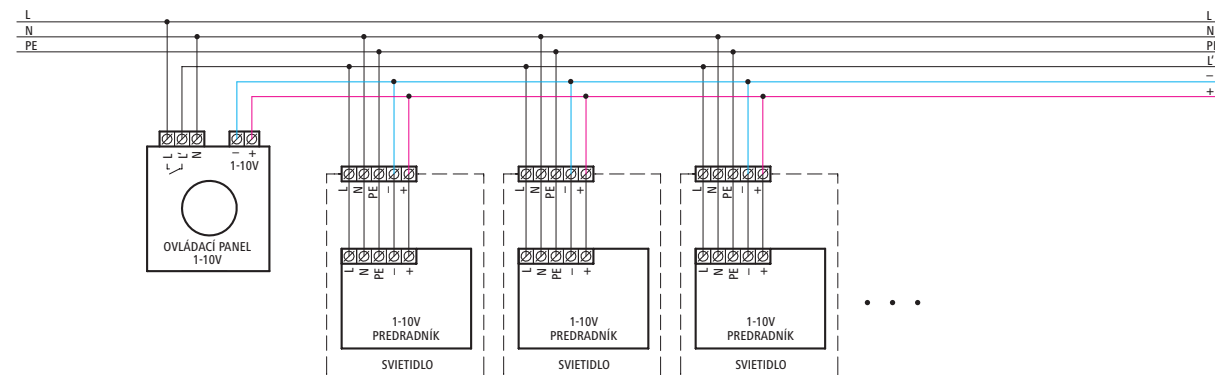 L L
N N
PE PE
L'
–
+
L L' N – +
1-10V
OVLÁDACÍ PANEL
1-10V
L N PE – +
L N PE – +
1-10V
PREDRADNÍK
SVIETIDLO
L N PE – +
L N PE – +
1-10V
PREDRADNÍK
SVIETIDLO
L N PE – +
L N PE – +
1-10V
PREDRADNÍK
SVIETIDLO